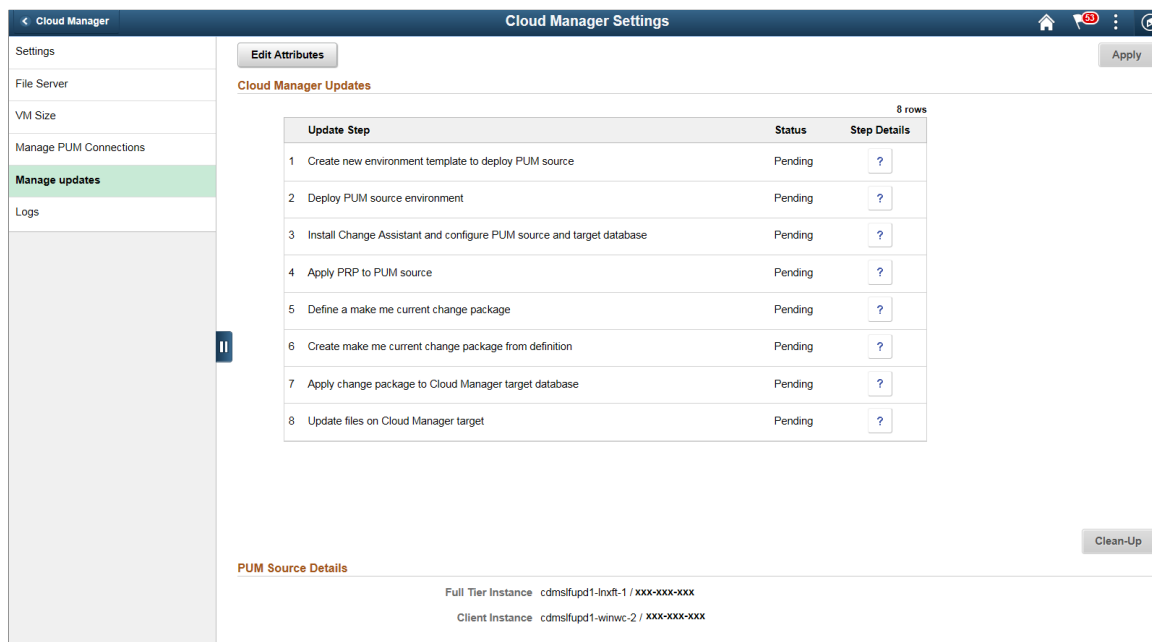 Cloud Manager
Cloud Manager Settings
53
Settings
File Server
VM Size
Manage PUM Connections
Manage updates
Logs
Edit Attributes
Apply
Cloud Manager Updates
8 rows
Update Step Status Step Details
1 Create new environment template to deploy PUM source Pending ?
2 Deploy PUM source environment Pending ?
3 Install Change Assistant and configure PUM source and target database Pending ?
4 Apply PRP to PUM source Pending ?
5 Define a make me current change package Pending ?
6 Create make me current change package from definition Pending ?
7 Apply change package to Cloud Manager target database Pending ?
8 Update files on Cloud Manager target Pending ?
Clean-Up
PUM Source Details
Full Tier Instance cdmslfupd1-lnxft-1 / xxx-xxx-xxx
Client Instance cdmslfupd1-winwc-2 / xxx-xxx-xxx